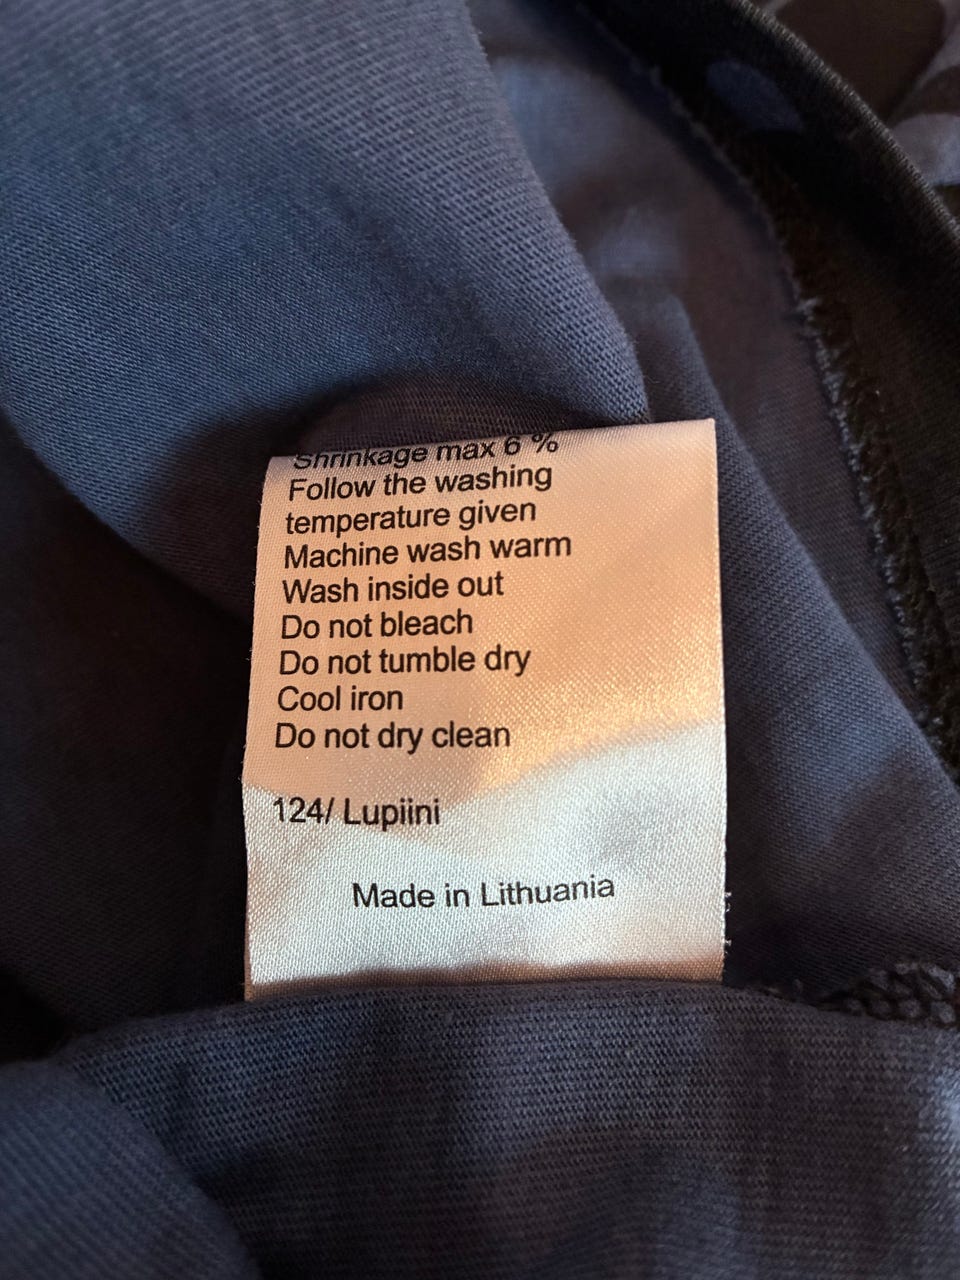 Shrinkage max 6 %
Follow the washing
temperature given
Machine wash warm
Wash inside out
Do not bleach
Do not tumble dry
Cool iron
Do not dry clean
124/ Lupiini
Made in Lithuania